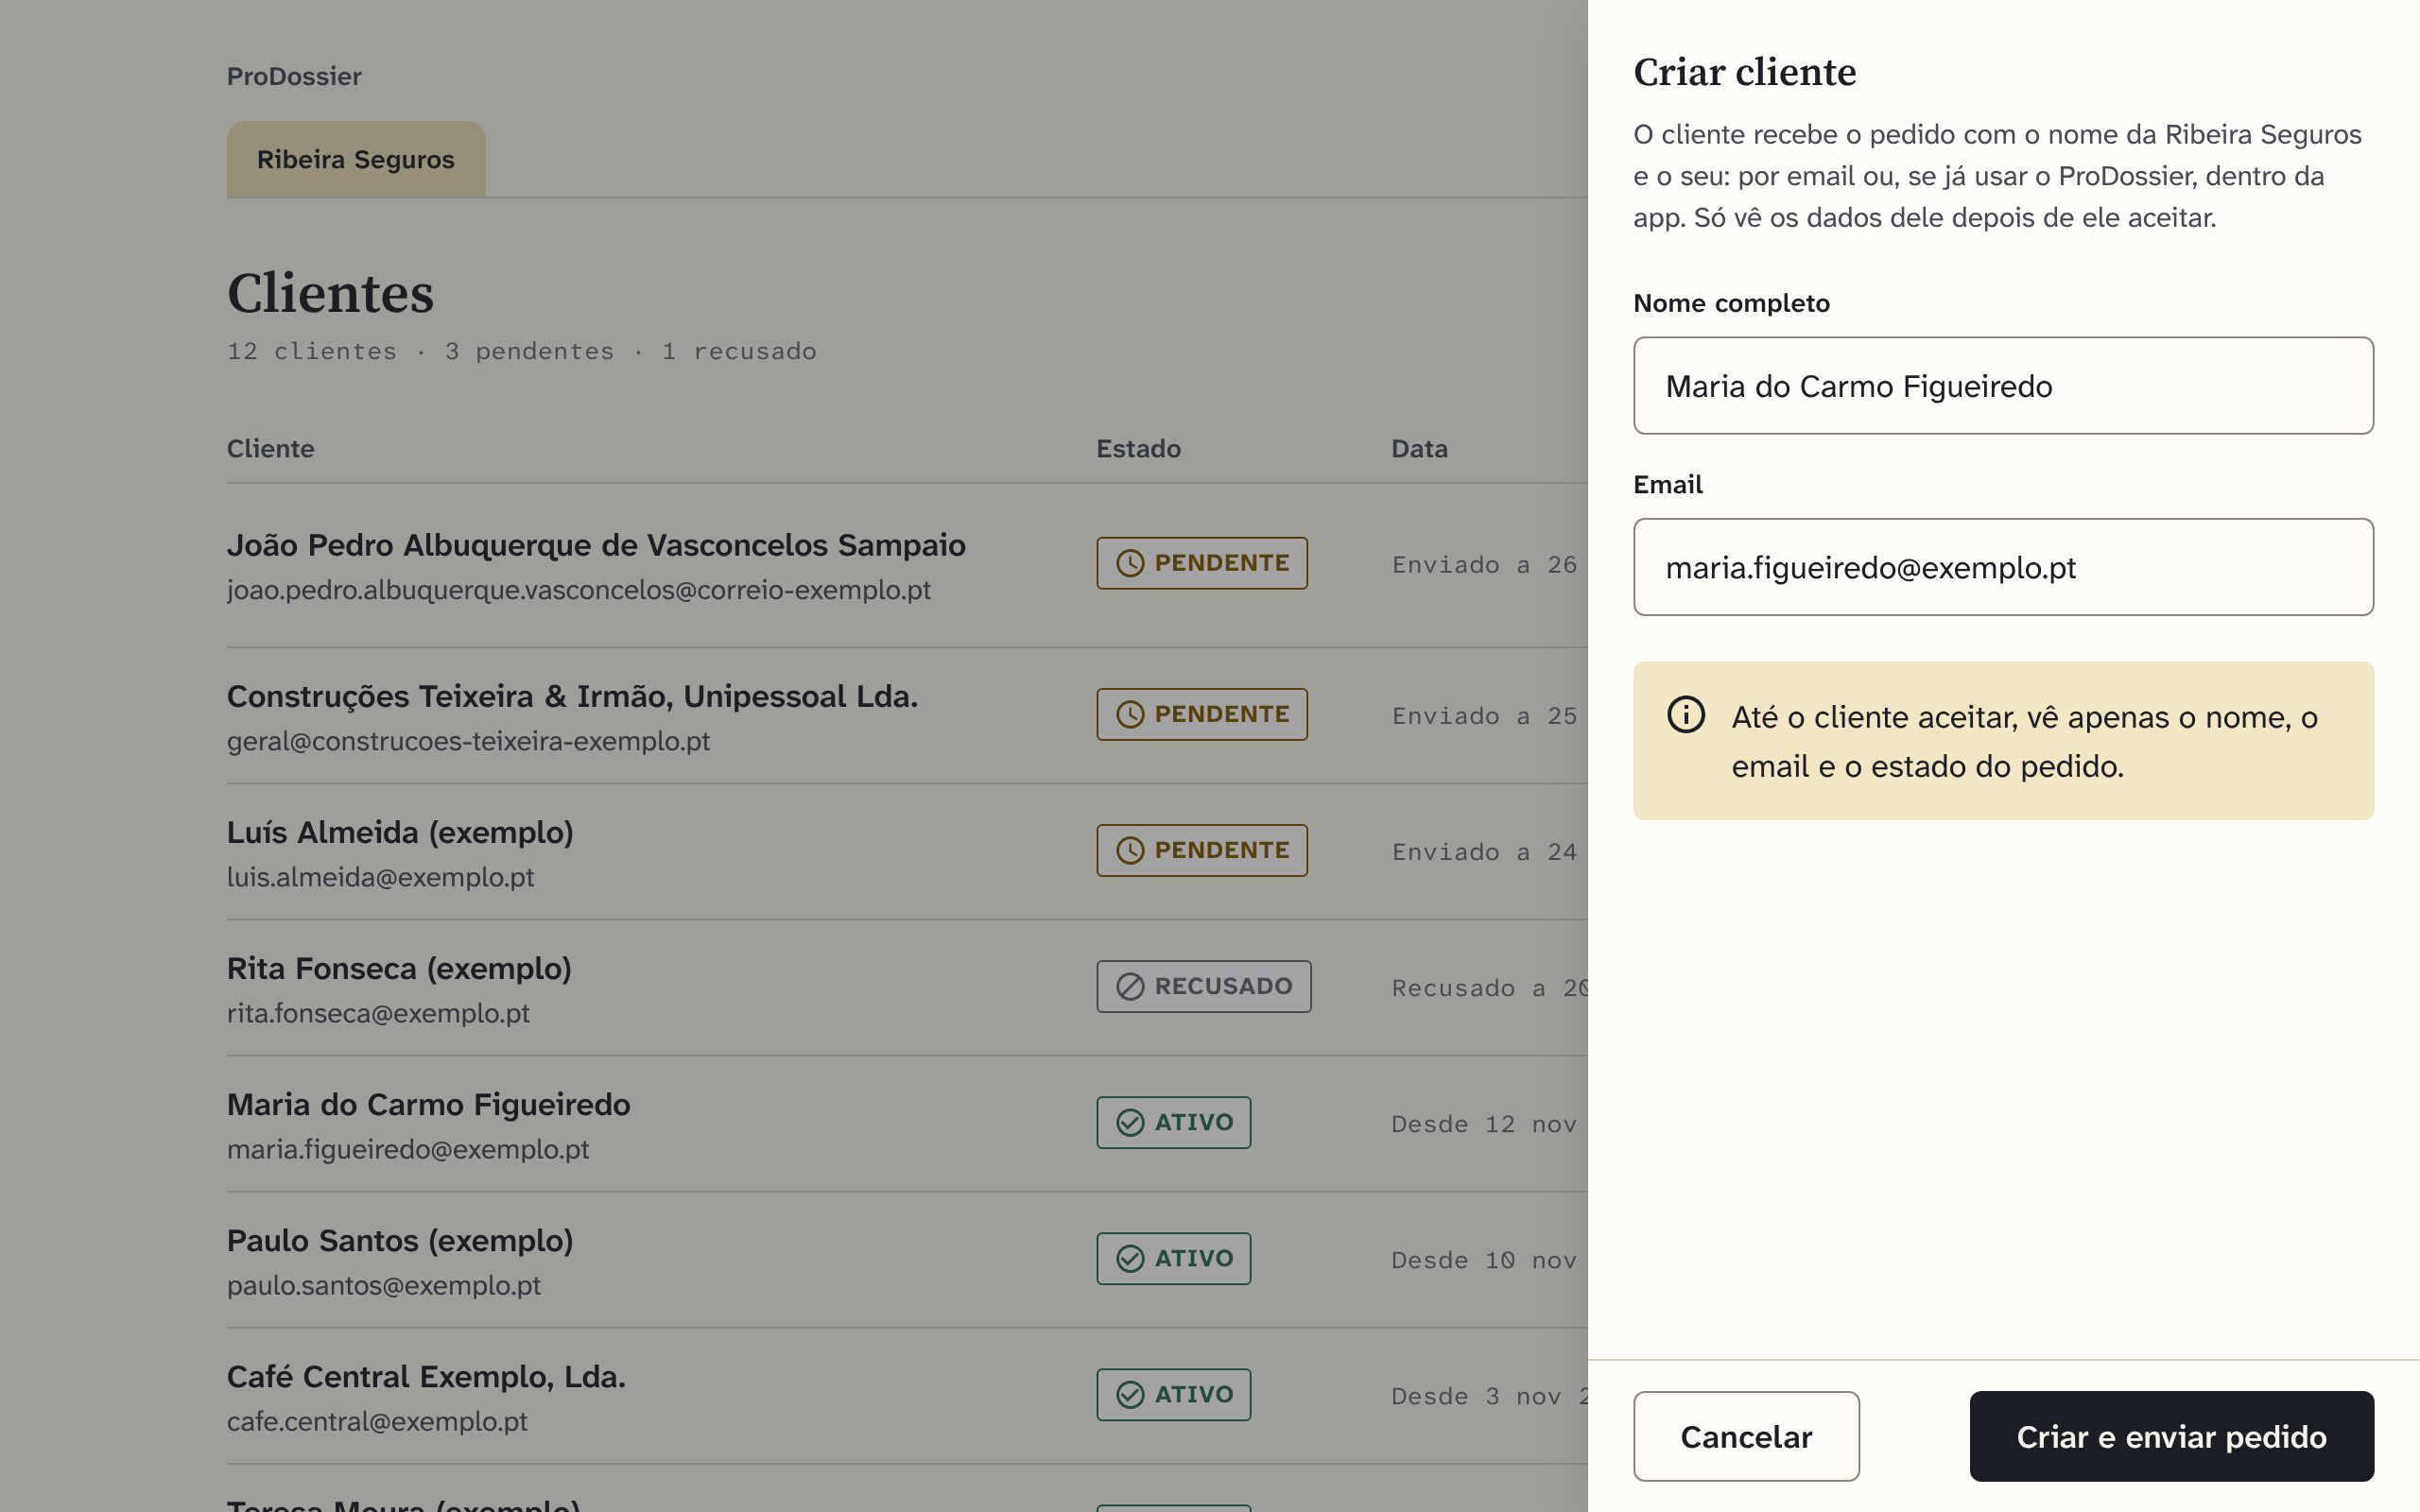 ProDossier
Ribeira Seguros
Clientes
12 clientes · 3 pendentes · 1 recusado
Cliente Estado Data
João Pedro Albuquerque de Vasconcelos Sampaio
joao.pedro.albuquerque.vasconcelos@correio-exemplo.pt
PENDENTE
Enviado a 26
Construções Teixeira & Irmão, Unipessoal Lda.
geral@construcoes-teixeira-exemplo.pt
PENDENTE
Enviado a 25
Luís Almeida (exemplo)
luis.almeida@exemplo.pt
PENDENTE
Enviado a 24
Rita Fonseca (exemplo)
rita.fonseca@exemplo.pt
RECUSADO
Recusado a 20
Maria do Carmo Figueiredo
maria.figueiredo@exemplo.pt
ATIVO
Desde 12 nov
Paulo Santos (exemplo)
paulo.santos@exemplo.pt
ATIVO
Desde 10 nov
Café Central Exemplo, Lda.
cafe.central@exemplo.pt
ATIVO
Desde 3 nov 2
Teresa Moura (exemplo)
Criar cliente
O cliente recebe o pedido com o nome da Ribeira Seguros
e o seu: por email ou, se já usar o ProDossier, dentro da
app. Só vê os dados dele depois de ele aceitar.
Nome completo
Maria do Carmo Figueiredo
Email
maria.figueiredo@exemplo.pt
Até o cliente aceitar, vê apenas o nome, o
email e o estado do pedido.
Cancelar
Criar e enviar pedido